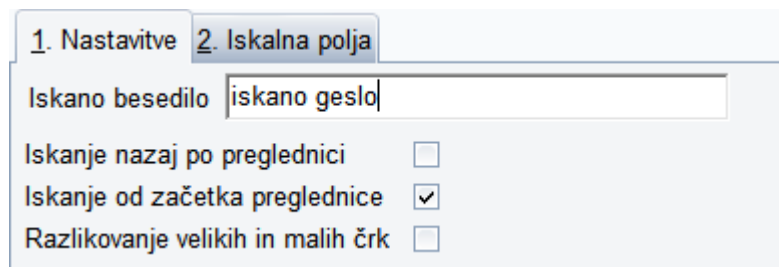 1. Nastavitve 2. Iskalna polja
Iskano besedilo iskano geslo
Iskanje nazaj po preglednici
Iskanje od začetka preglednice
Razlikovanje velikih in malih črk